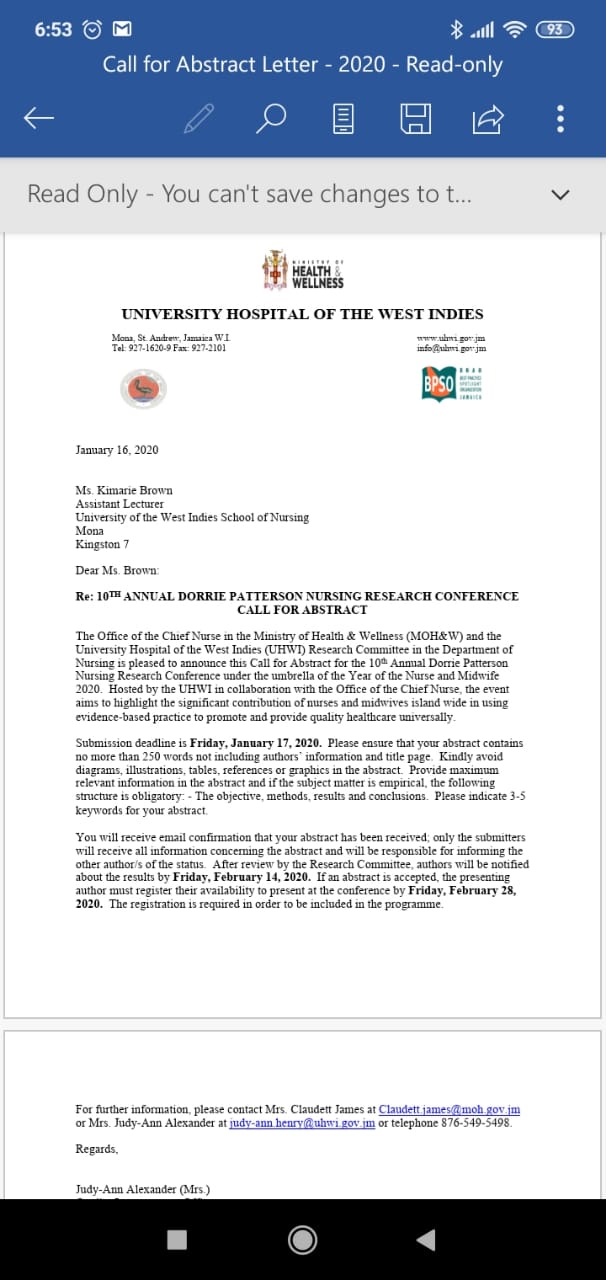 6:53
93
Call for Abstract Letter - 2020 - Read-only
Read Only - You can't save changes to t...
MINISTRY OF
HEALTH &
WELLNESS
UNIVERSITY HOSPITAL OF THE WEST INDIES
Mona, St. Andrew, Jamaica W.I.
Tel: 927-1620-9 Fax: 927-2101
www.uhwi.gov.jm
info@uhwi.gov.jm
BPSO
RNAO
BEST PRACTICE
SPOTLIGHT
ORGANIZATION
JAMAICA
January 16, 2020
Ms. Kimarie Brown
Assistant Lecturer
University of the West Indies School of Nursing
Mona
Kingston 7
Dear Ms. Brown:
Re: 10TH ANNUAL DORRIE PATTERSON NURSING RESEARCH CONFERENCE
CALL FOR ABSTRACT
The Office of the Chief Nurse in the Ministry of Health & Wellness (MOH&W) and the
University Hospital of the West Indies (UHWI) Research Committee in the Department of
Nursing is pleased to announce this Call for Abstract for the 10th Annual Dorrie Patterson
Nursing Research Conference under the umbrella of the Year of the Nurse and Midwife
2020. Hosted by the UHWI in collaboration with the Office of the Chief Nurse, the event
aims to highlight the significant contribution of nurses and midwives island wide in using
evidence-based practice to promote and provide quality healthcare universally.
Submission deadline is Friday, January 17, 2020. Please ensure that your abstract contains
no more than 250 words not including authors' information and title page. Kindly avoid
diagrams, illustrations, tables, references or graphics in the abstract. Provide maximum
relevant information in the abstract and if the subject matter is empirical, the following
structure is obligatory: - The objective, methods, results and conclusions. Please indicate 3-5
keywords for your abstract.
You will receive email confirmation that your abstract has been received; only the submitters
will receive all information concerning the abstract and will be responsible for informing the
other author/s of the status. After review by the Research Committee, authors will be notified
about the results by Friday, February 14, 2020. If an abstract is accepted, the presenting
author must register their availability to present at the conference by Friday, February 28,
2020. The registration is required in order to be included in the programme.
For further information, please contact Mrs. Claudett James at Claudett.james@moh.gov.jm
or Mrs. Judy-Ann Alexander at judy-ann.henry@uhwi.gov.jm or telephone 876-549-5498.
Regards,
Judy-Ann Alexander (Mrs.)